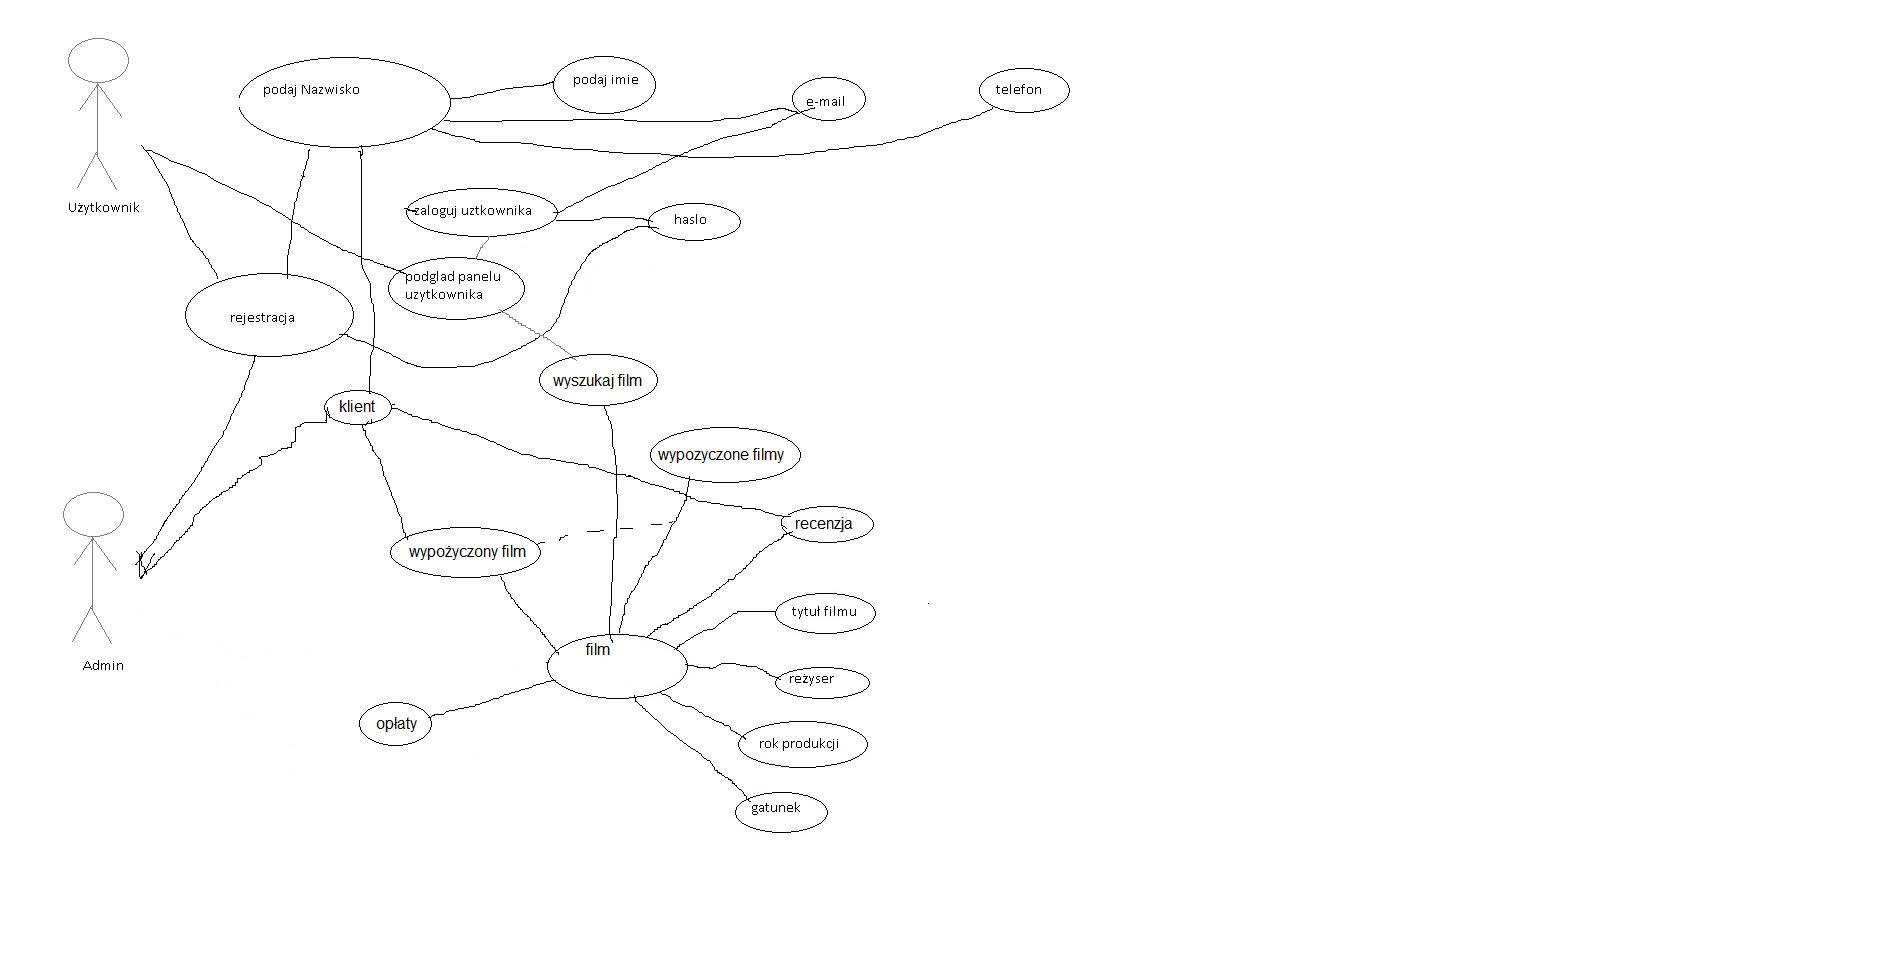 podaj Nazwisko
podaj imie
e-mail
telefon
Użytkownik
zaloguj uztkownika
haslo
podglad panelu
uzytkownika
rejestracja
wyszukaj film
klient
wypozyczone filmy
recenzja
wypożyczony film
tytuł filmu
film
reżyser
Admin
opłaty
rok produkcji
gatunek